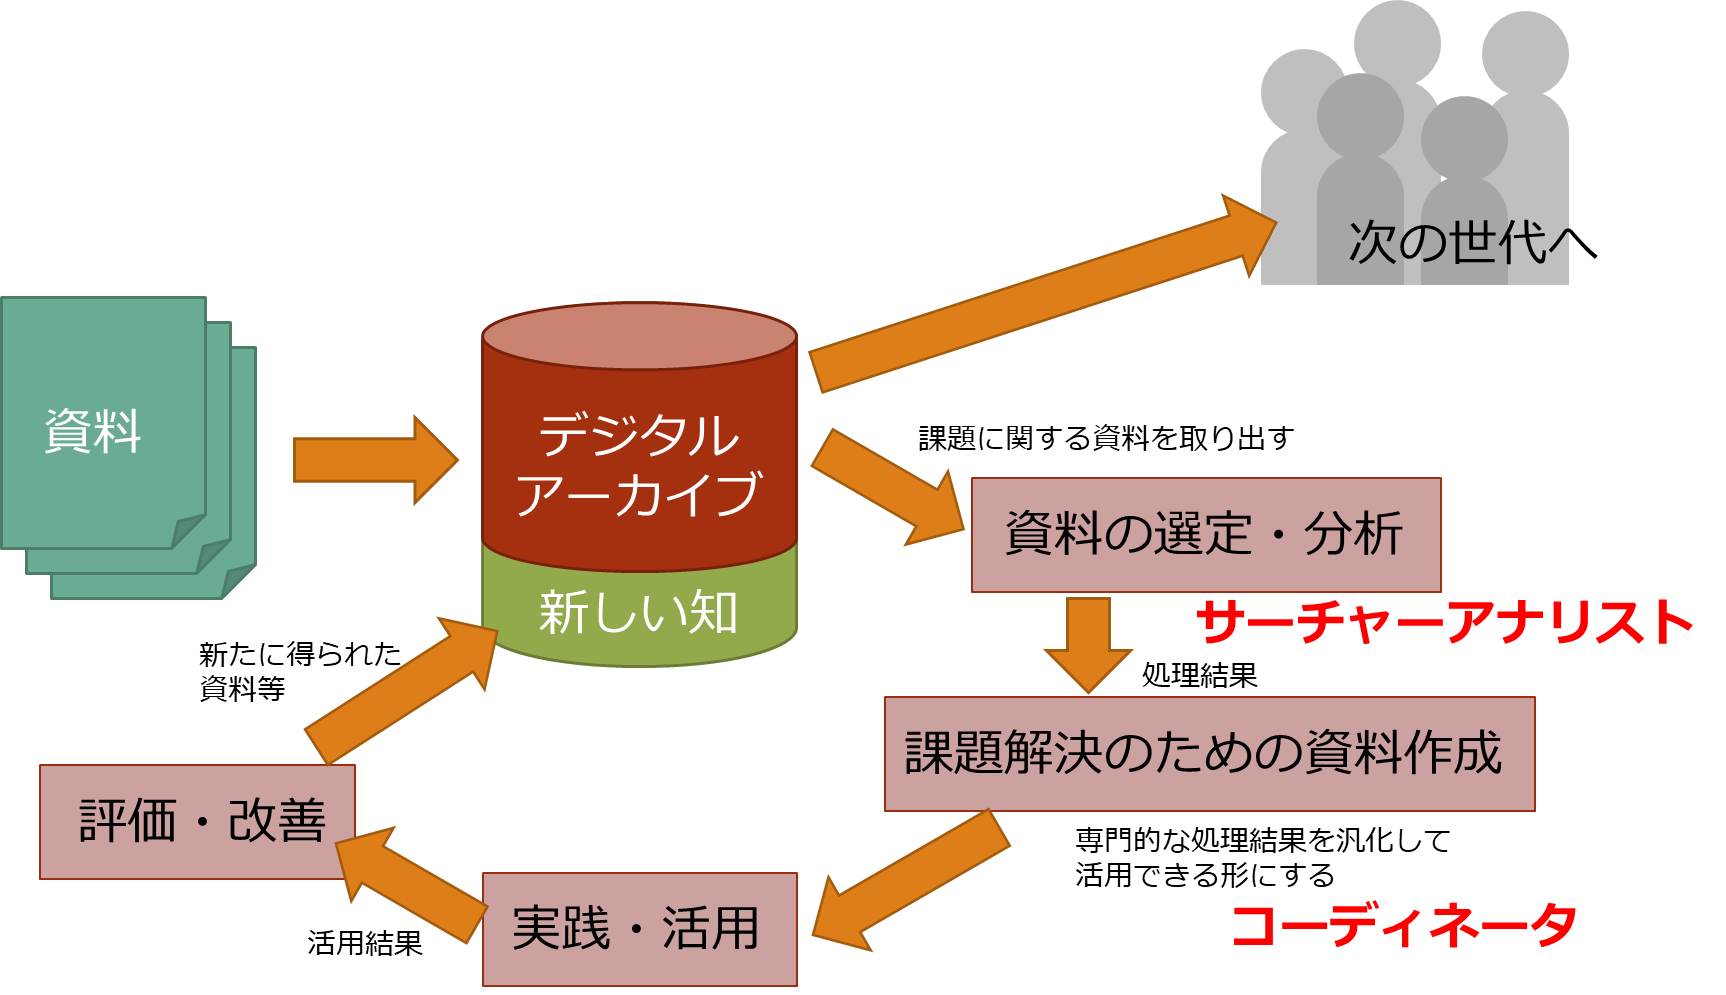 次の世代へ
資料
デジタル
アーカイブ
新しい知
課題に関する資料を取り出す
資料の選定・分析
サーチャーアナリスト
処理結果
課題解決のための資料作成
専門的な処理結果を汎化して
活用できる形にする
コーディネータ
実践・活用
活用結果
評価・改善
新たに得られた
資料等